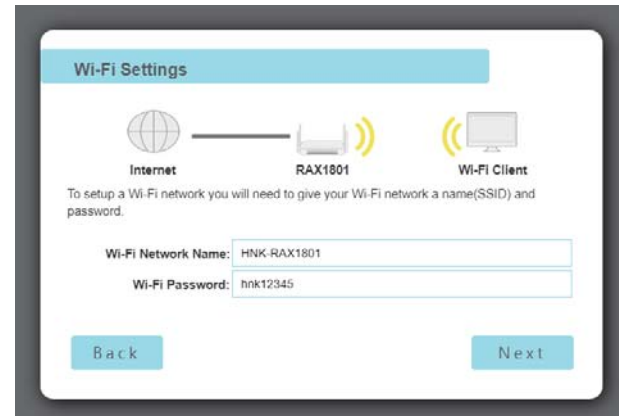 Wi-Fi Settings
Internet RAX1801 Wi-Fi Client
To setup a Wi-Fi network you will need to give your Wi-Fi network a name(SSID) and
password.
Wi-Fi Network Name: HNK-RAX1801
Wi-Fi Password: hnk12345
Back Next